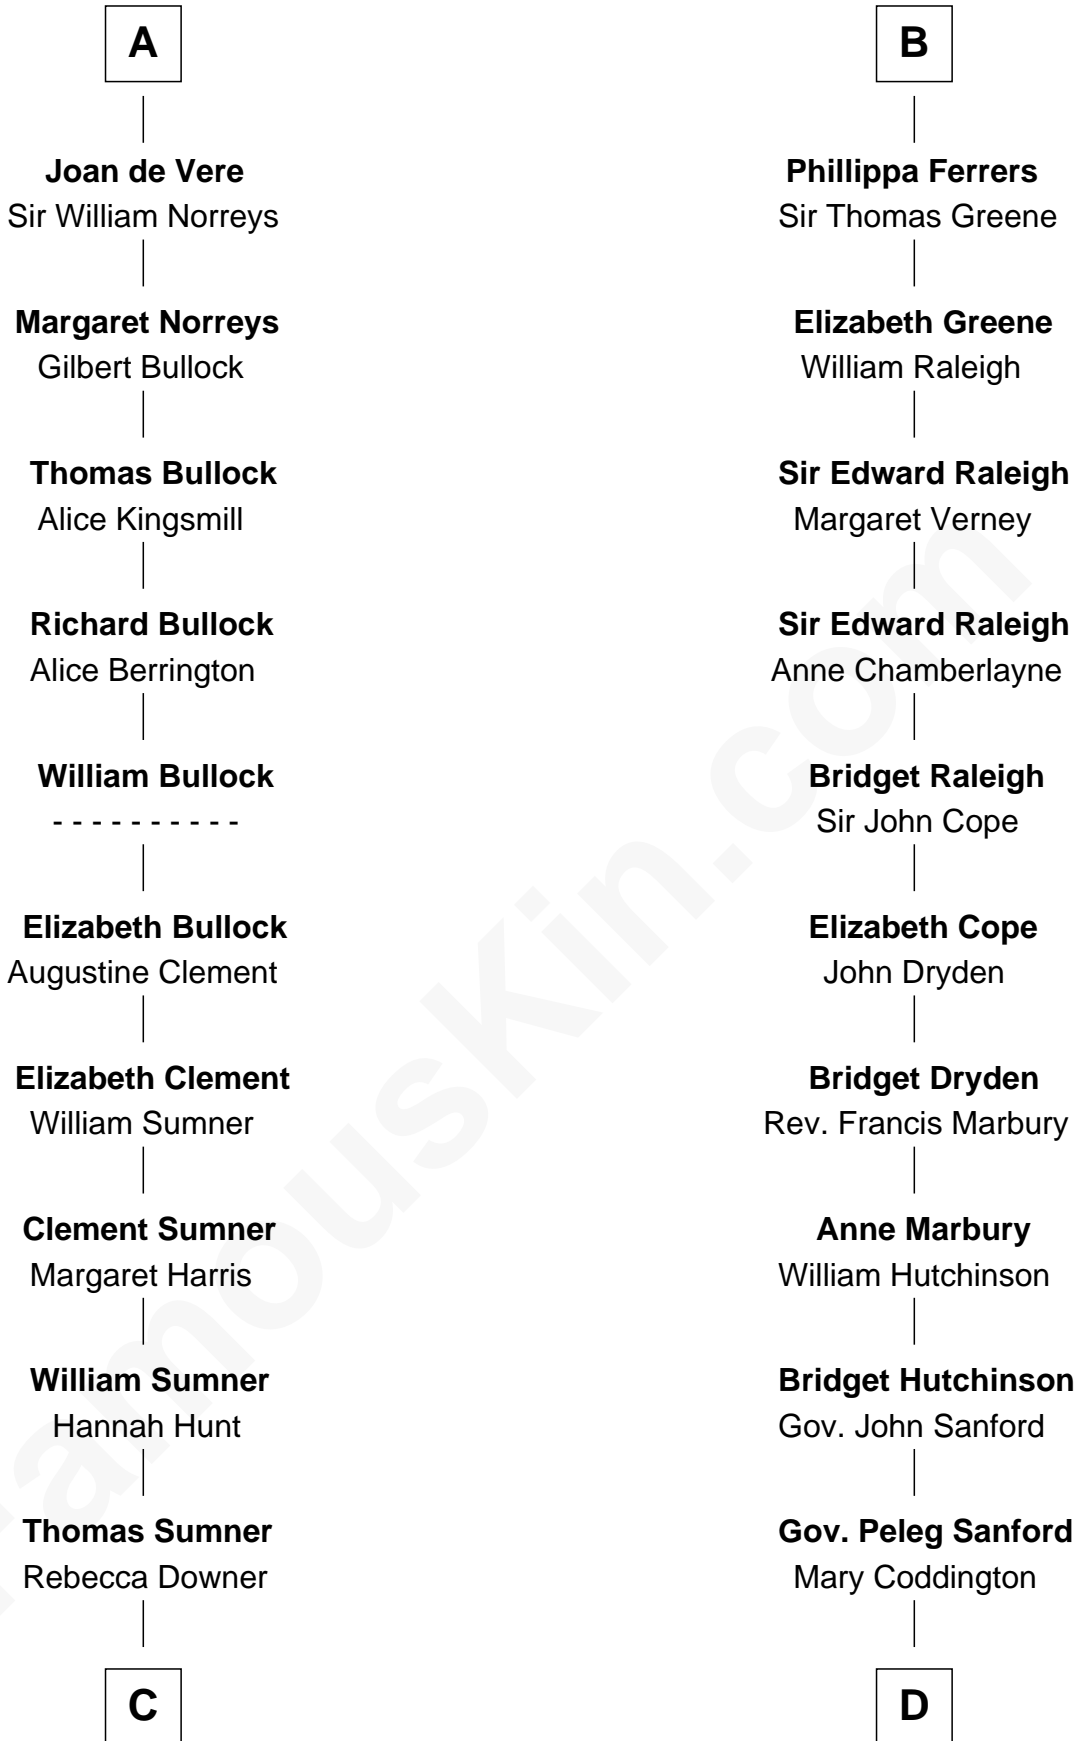 A
Joan de Vere
Sir William Norreys
Margaret Norreys
Gilbert Bullock
Thomas Bullock
Alice Kingsmill
Richard Bullock
Alice Berrington
William Bullock
- - - - - - - - - -
Elizabeth Bullock
Augustine Clement
Elizabeth Clement
William Sumner
Clement Sumner
Margaret Harris
William Sumner
Hannah Hunt
Thomas Sumner
Rebecca Downer
C
B
Phillippa Ferrers
Sir Thomas Greene
Elizabeth Greene
William Raleigh
Sir Edward Raleigh
Margaret Verney
Sir Edward Raleigh
Anne Chamberlayne
Bridget Raleigh
Sir John Cope
Elizabeth Cope
John Dryden
Bridget Dryden
Rev. Francis Marbury
Anne Marbury
William Hutchinson
Bridget Hutchinson
Gov. John Sanford
Gov. Peleg Sanford
Mary Coddington
D
FamousKin.com